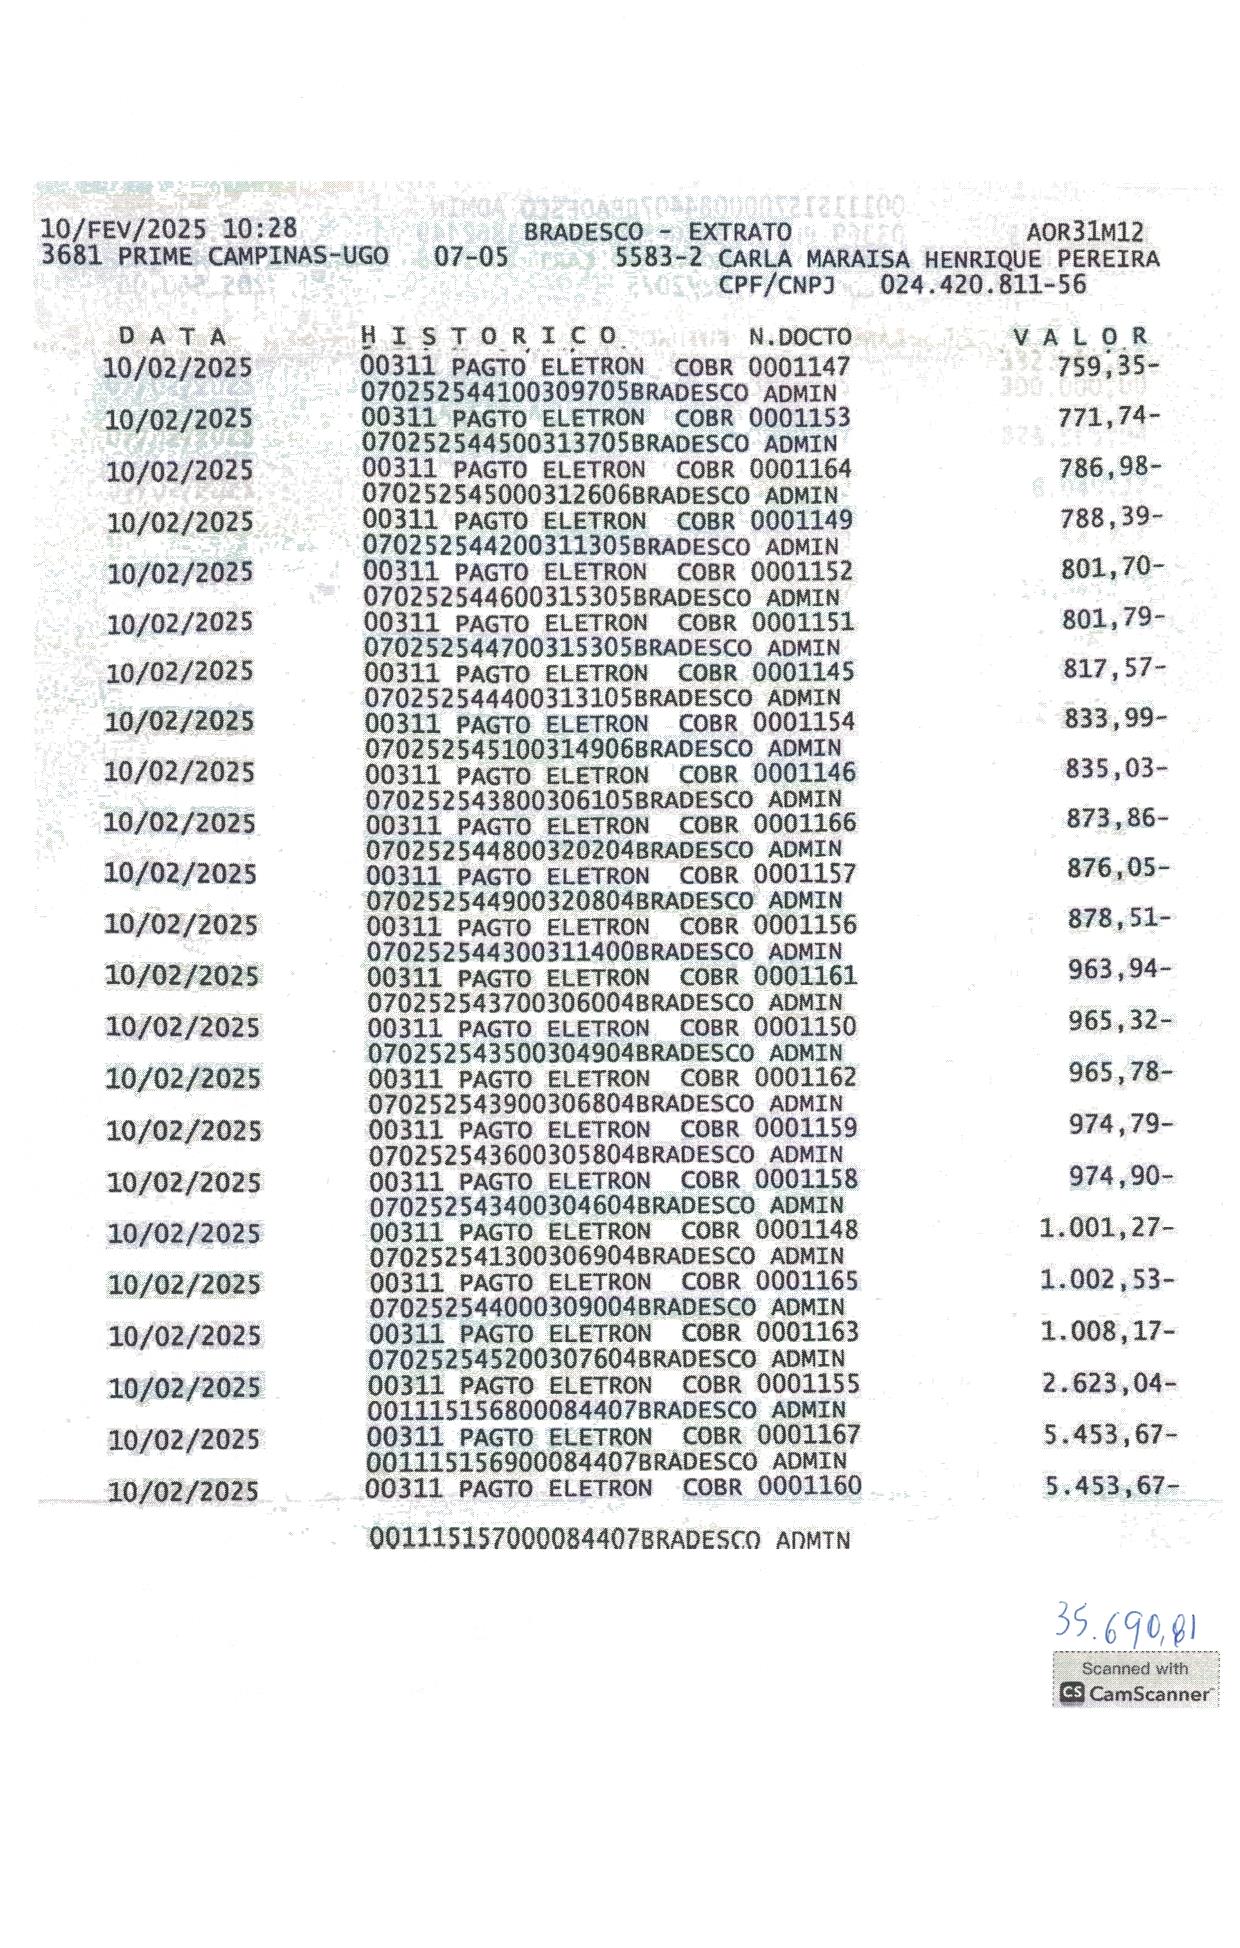 10/FEV/2025 10:28 BRADESCO - EXTRATO AOR31M12
3681 PRIME CAMPINAS-UGO 07-05 5583-2 CARLA MARAISA HENRIQUE PEREIRA
CPF/CNPJ 024.420.811-56
D A T A H I S T O R I C O N.DOCTO V A L O R
10/02/2025 00311 PAGTO ELETRON COBR 0001147 759,35-
070252544100309705BRADESCO ADMIN
10/02/2025 00311 PAGTO ELETRON COBR 0001153 771,74-
070252544500313705BRADESCO ADMIN
10/02/2025 00311 PAGTO ELETRON COBR 0001164 786,98-
070252545000312606BRADESCO ADMIN
10/02/2025 00311 PAGTO ELETRON COBR 0001149 788,39-
070252544200311305BRADESCO ADMIN
10/02/2025 00311 PAGTO ELETRON COBR 0001152 801,70-
070252544600315305BRADESCO ADMIN
10/02/2025 00311 PAGTO ELETRON COBR 0001151 801,79-
070252544700315305BRADESCO ADMIN
10/02/2025 00311 PAGTO ELETRON COBR 0001145 817,57-
070252544400313105BRADESCO ADMIN
10/02/2025 00311 PAGTO ELETRON COBR 0001154 833,99-
070252545100314906BRADESCO ADMIN
10/02/2025 00311 PAGTO ELETRON COBR 0001146 835,03-
070252543800306105BRADESCO ADMIN
10/02/2025 00311 PAGTO ELETRON COBR 0001166 873,86-
070252544800320204BRADESCO ADMIN
10/02/2025 00311 PAGTO ELETRON COBR 0001157 876,05-
070252544900320804BRADESCO ADMIN
10/02/2025 00311 PAGTO ELETRON COBR 0001156 878,51-
070252544300311400BRADESCO ADMIN
10/02/2025 00311 PAGTO ELETRON COBR 0001161 963,94-
070252543700306004BRADESCO ADMIN
10/02/2025 00311 PAGTO ELETRON COBR 0001150 965,32-
070252543500304904BRADESCO ADMIN
10/02/2025 00311 PAGTO ELETRON COBR 0001162 965,78-
070252543900306804BRADESCO ADMIN
10/02/2025 00311 PAGTO ELETRON COBR 0001159 974,79-
070252543600305804BRADESCO ADMIN
10/02/2025 00311 PAGTO ELETRON COBR 0001158 974,90-
070252543400304604BRADESCO ADMIN
10/02/2025 00311 PAGTO ELETRON COBR 0001148 1.001,27-
070252541300306904BRADESCO ADMIN
10/02/2025 00311 PAGTO ELETRON COBR 0001165 1.002,53-
070252544000309004BRADESCO ADMIN
10/02/2025 00311 PAGTO ELETRON COBR 0001163 1.008,17-
070252545200307604BRADESCO ADMIN
10/02/2025 00311 PAGTO ELETRON COBR 0001155 2.623,04-
001115156800084407BRADESCO ADMIN
10/02/2025 00311 PAGTO ELETRON COBR 0001167 5.453,67-
001115156900084407BRADESCO ADMIN
10/02/2025 00311 PAGTO ELETRON COBR 0001160 5.453,67-
001115157000084407BRADESCO ADMIN
35.690,81
Scanned with
CS CamScanner